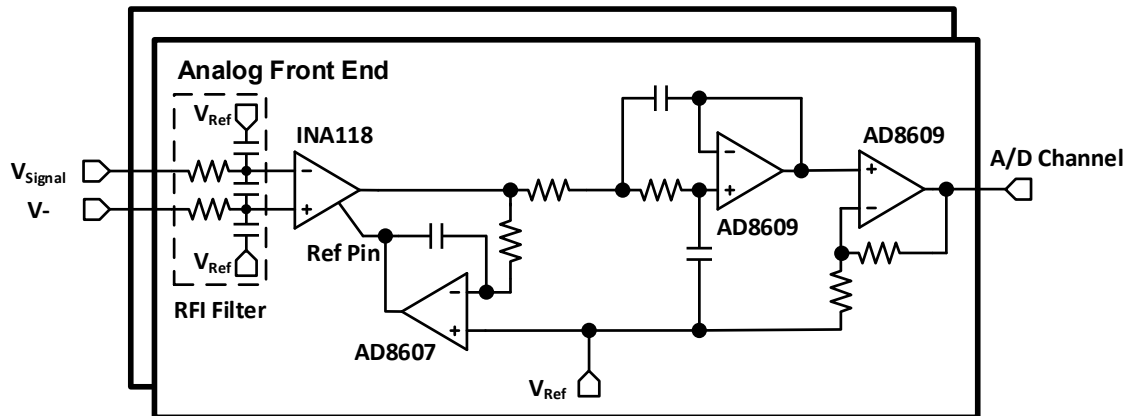 Analog Front End
VRef
INA118
AD8609
A/D Channel
VSignal
V-
−
+
−
+
+
−
AD8609
Ref Pin
VRef
RFI Filter
−
+
AD8607
VRef